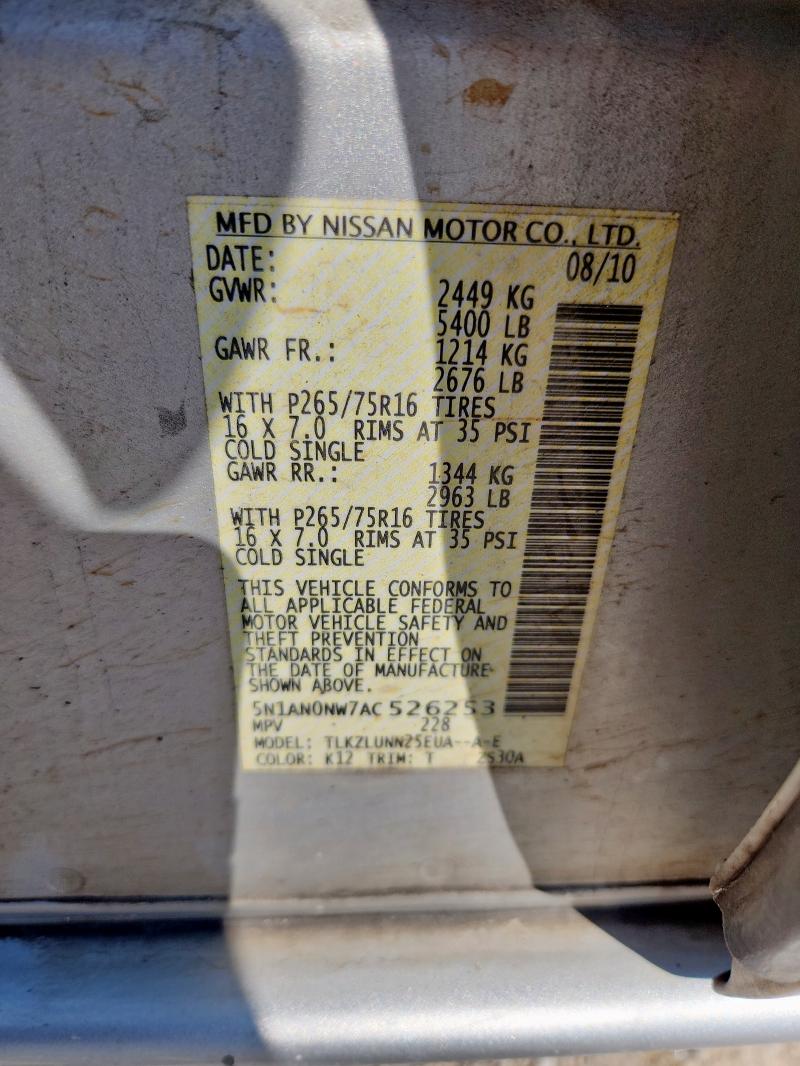 MFD BY NISSAN MOTOR CO., LTD.
DATE: 08/10
GVWR: 2449 KG
5400 LB
GAWR FR.: 1214 KG
2676 LB
WITH P265/75R16 TIRES
16 X 7.0 RIMS AT 35 PSI
COLD SINGLE
GAWR RR.: 1344 KG
2963 LB
WITH P265/75R16 TIRES
16 X 7.0 RIMS AT 35 PSI
COLD SINGLE
THIS VEHICLE CONFORMS TO
ALL APPLICABLE FEDERAL
MOTOR VEHICLE SAFETY AND
THEFT PREVENTION
STANDARDS IN EFFECT ON
THE DATE OF MANUFACTURE
SHOWN ABOVE.
5N1AN0NW7AC 526253
MPV 228
MODEL: TLKZLUNN25EUA--A-E
COLOR: K12 TRIM: T 2530A